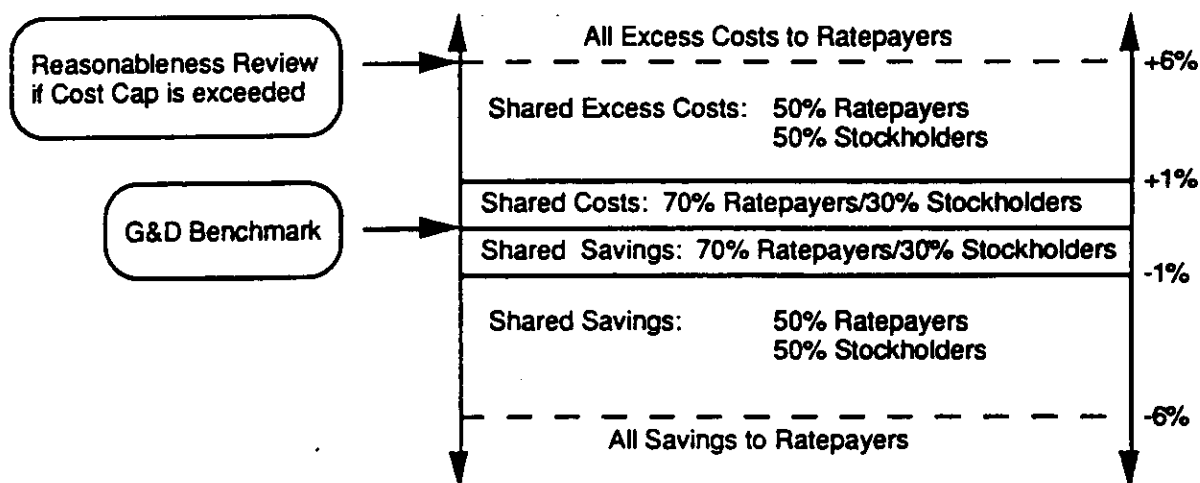 All Excess Costs to Ratepayers
+6%
Reasonableness Review
if Cost Cap is exceeded
Shared Excess Costs: 50% Ratepayers
50% Stockholders
+1%
Shared Costs: 70% Ratepayers/30% Stockholders
G&D Benchmark
Shared Savings: 70% Ratepayers/30% Stockholders
-1%
Shared Savings: 50% Ratepayers
50% Stockholders
-6%
All Savings to Ratepayers